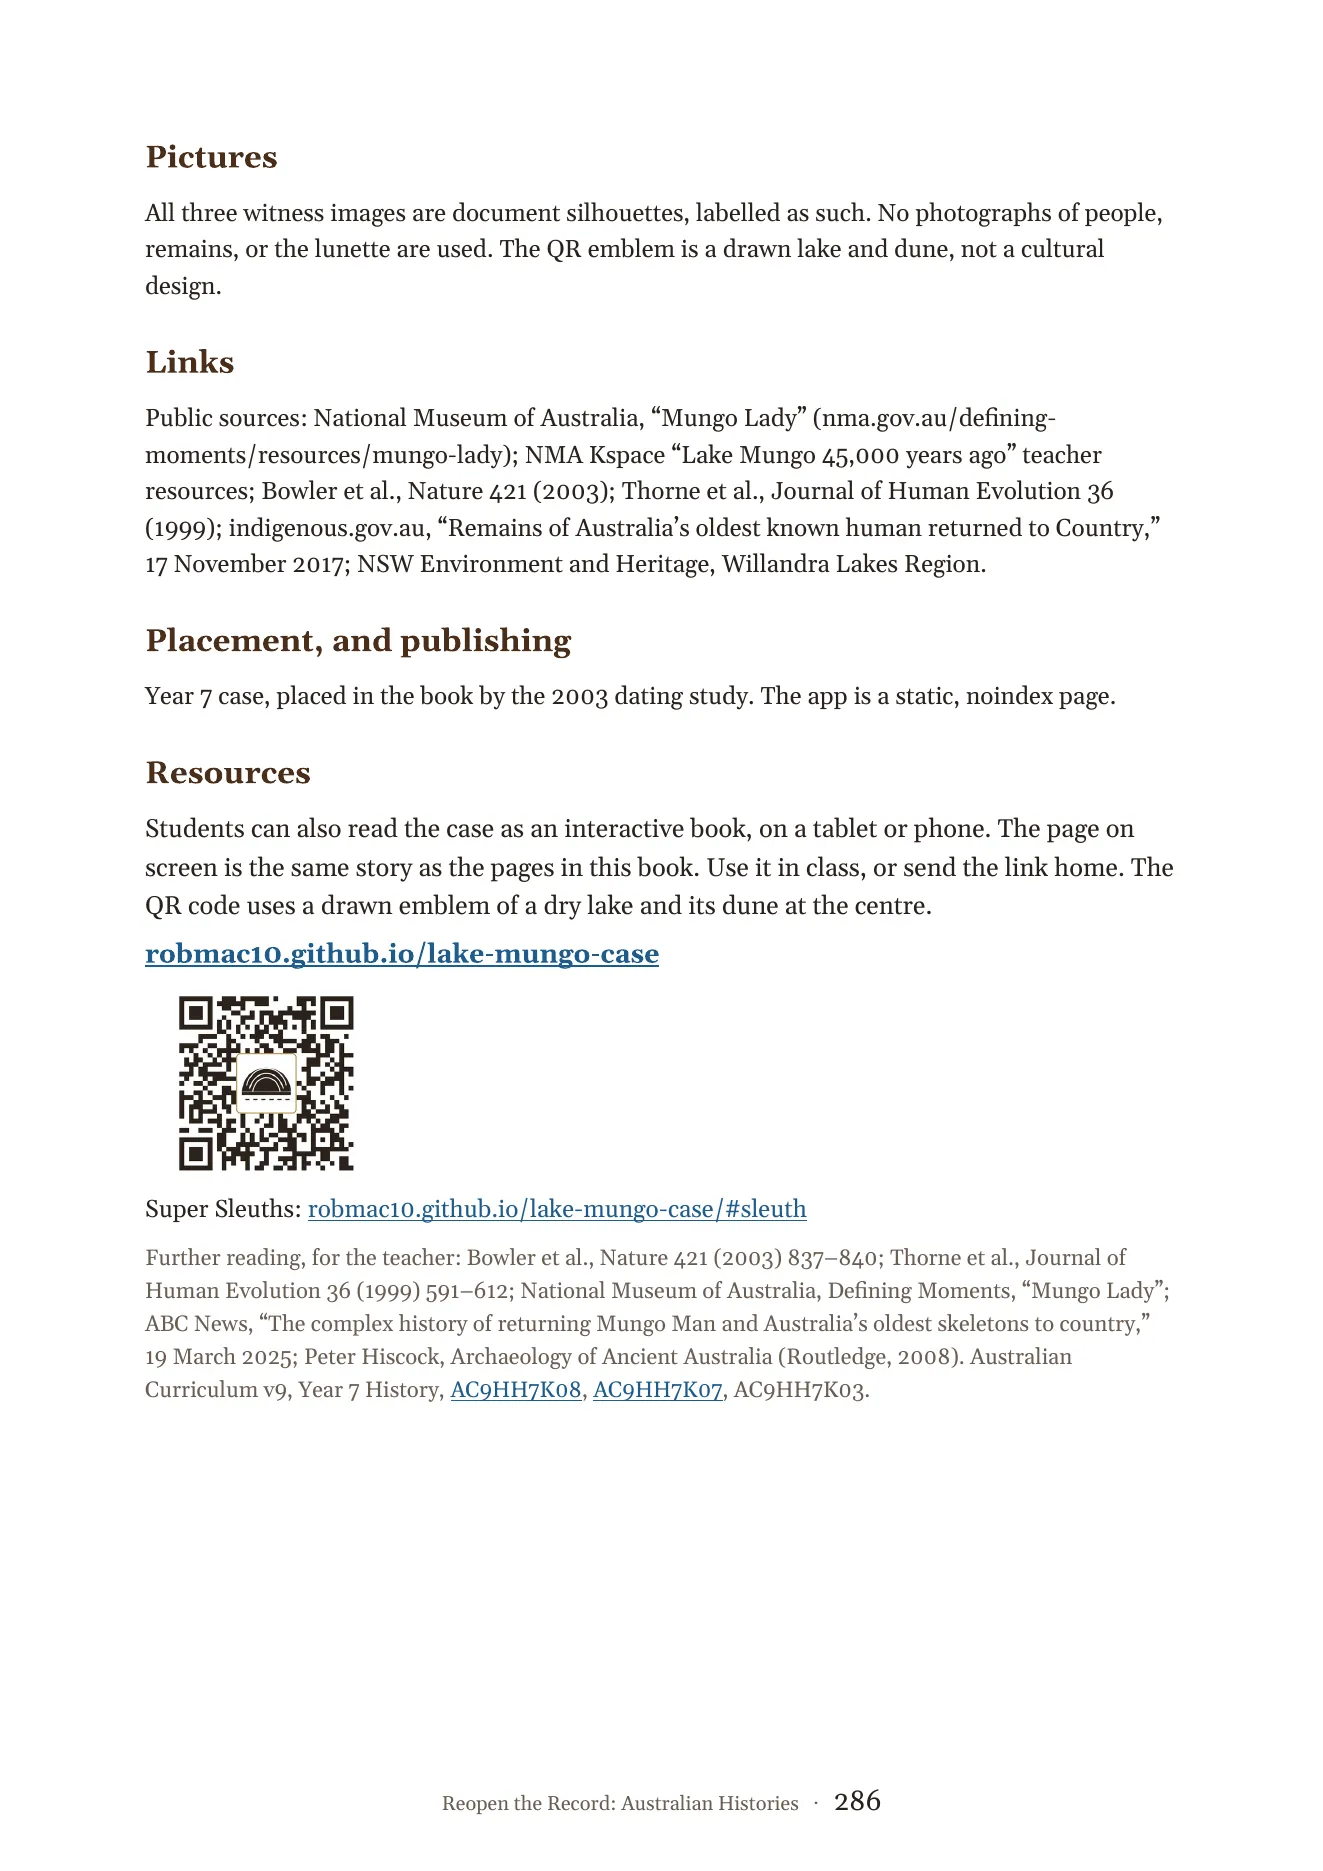 Pictures
All three witness images are document silhouettes, labelled as such. No photographs of people,
remains, or the lunette are used. The QR emblem is a drawn lake and dune, not a cultural
design.
Links
Public sources: National Museum of Australia, “Mungo Lady” (nma.gov.au/defining-
moments/resources/mungo-lady); NMA Kspace “Lake Mungo 45,000 years ago” teacher
resources; Bowler et al., Nature 421 (2003); Thorne et al., Journal of Human Evolution 36
(1999); indigenous.gov.au, “Remains of Australia’s oldest known human returned to Country,”
17 November 2017; NSW Environment and Heritage, Willandra Lakes Region.
Placement, and publishing
Year 7 case, placed in the book by the 2003 dating study. The app is a static, noindex page.
Resources
Students can also read the case as an interactive book, on a tablet or phone. The page on
screen is the same story as the pages in this book. Use it in class, or send the link home. The
QR code uses a drawn emblem of a dry lake and its dune at the centre.
robmac10.github.io/lake-mungo-case
Super Sleuths: robmac10.github.io/lake-mungo-case/#sleuth
Further reading, for the teacher: Bowler et al., Nature 421 (2003) 837–840; Thorne et al., Journal of
Human Evolution 36 (1999) 591–612; National Museum of Australia, Defining Moments, “Mungo Lady”;
ABC News, “The complex history of returning Mungo Man and Australia’s oldest skeletons to country,”
19 March 2025; Peter Hiscock, Archaeology of Ancient Australia (Routledge, 2008). Australian
Curriculum v9, Year 7 History, AC9HH7K08, AC9HH7K07, AC9HH7K03.
Reopen the Record: Australian Histories · 286